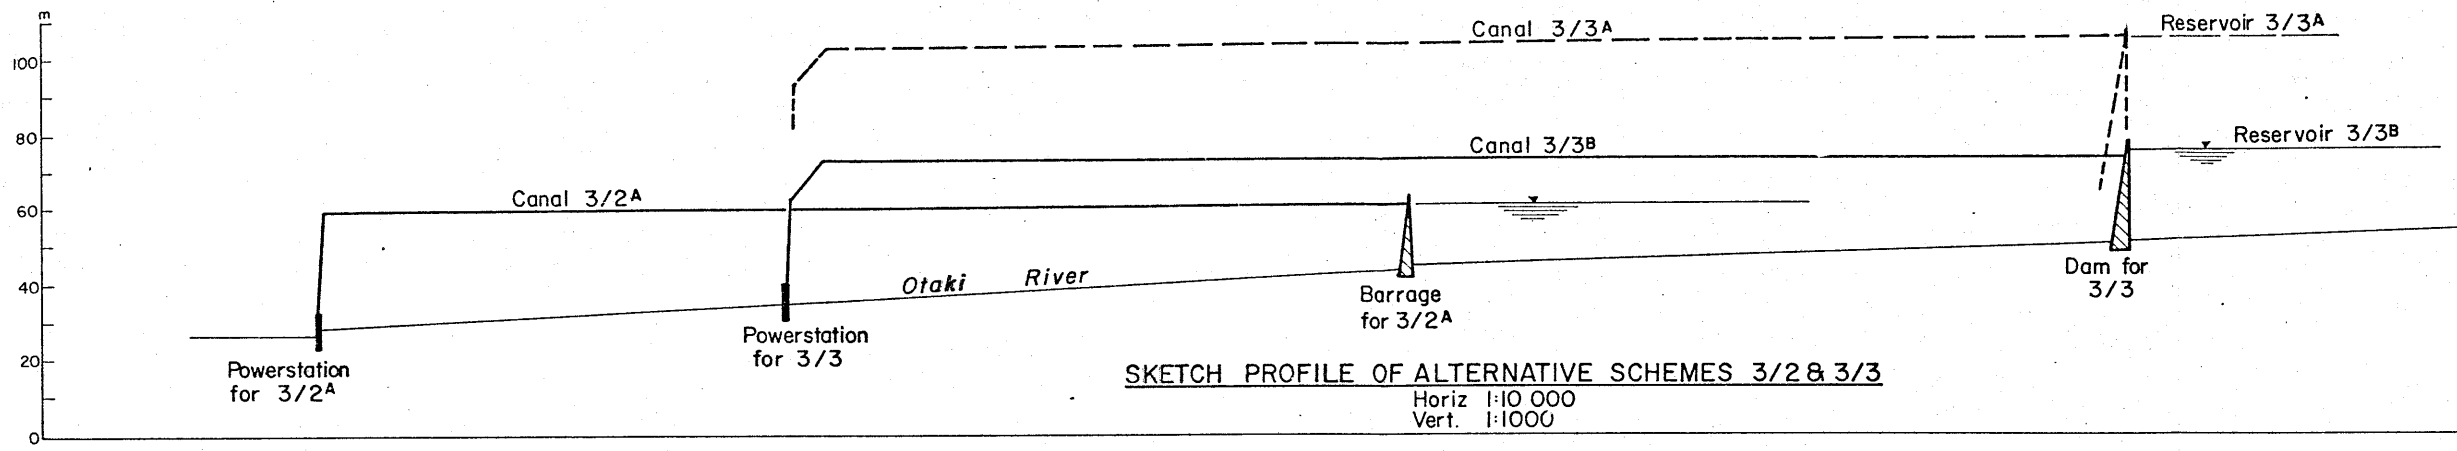 m
Canal 3/3A
Reservoir 3/3A
100
80
Canal 3/3B
Reservoir 3/3B
Canal 3/2A
60
Otaki River
40
Dam for
3/3
Barrage
for 3/2A
Powerstation
for 3/3
20
Powerstation
for 3/2A
SKETCH PROFILE OF ALTERNATIVE SCHEMES 3/2 & 3/3
Horiz 1:10 000
Vert. 1:1000
0